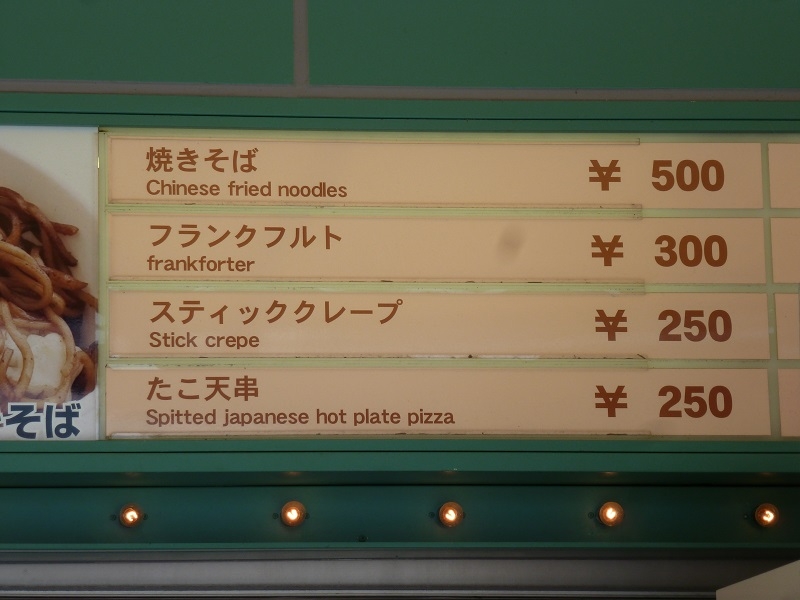 焼きそば ¥ 500
Chinese fried noodles
フランクフルト ¥ 300
frankforter
スティッククレープ ¥ 250
Stick crepe
たこ天串 ¥ 250
Spitted japanese hot plate pizza
そば